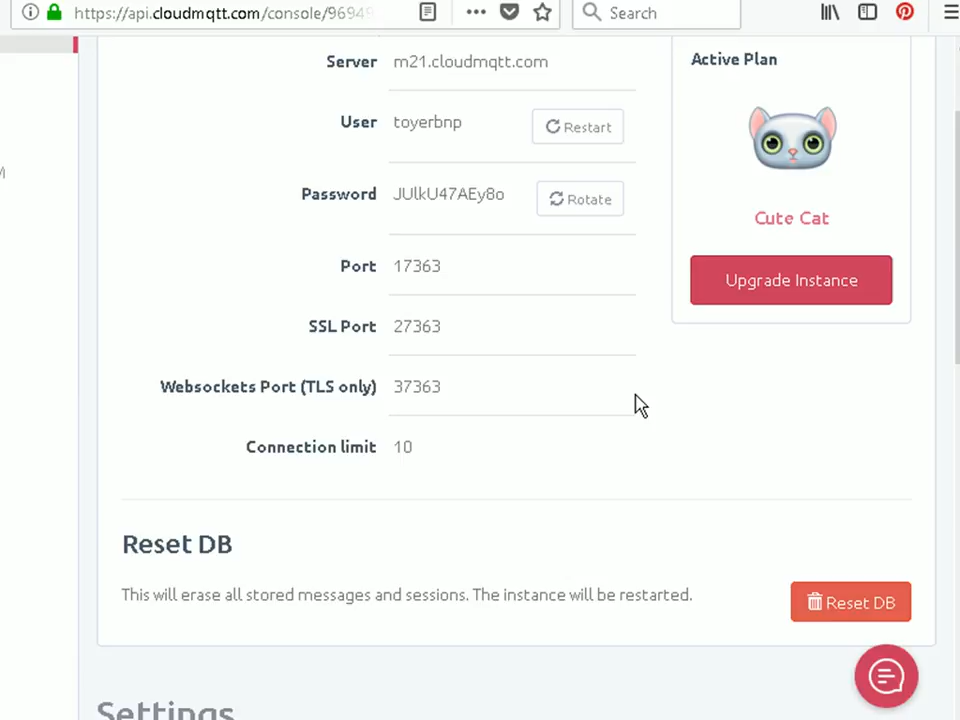 https://api.cloudmqtt.com/console/9694
Search
Server m21.cloudmqtt.com
Active Plan
User toyerbnp Restart
Password JUlkU47AEy8o Rotate
Cute Cat
Port 17363
Upgrade Instance
SSL Port 27363
Websockets Port (TLS only) 37363
Connection limit 10
Reset DB
This will erase all stored messages and sessions. The instance will be restarted.
Reset DB
Settings